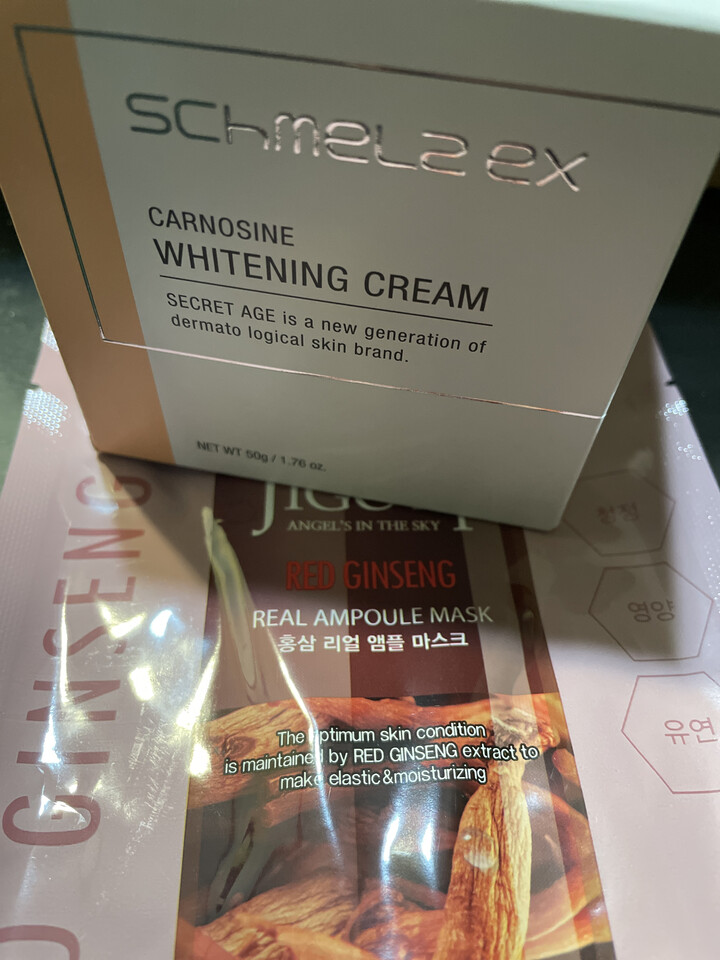 schmelz ex
CARNOSINE
WHITENING CREAM
SECRET AGE is a new generation of
dermato logical skin brand.
NET WT 50g / 1.76 oz.
ANGEL'S IN THE SKY
RED GINSENG
REAL AMPOULE MASK
홍삼 리얼 앰플 마스크
The optimum skin condition
is maintained by RED GINSENG extract to
make elastic&moisturizing
GINSENG
영양
유연